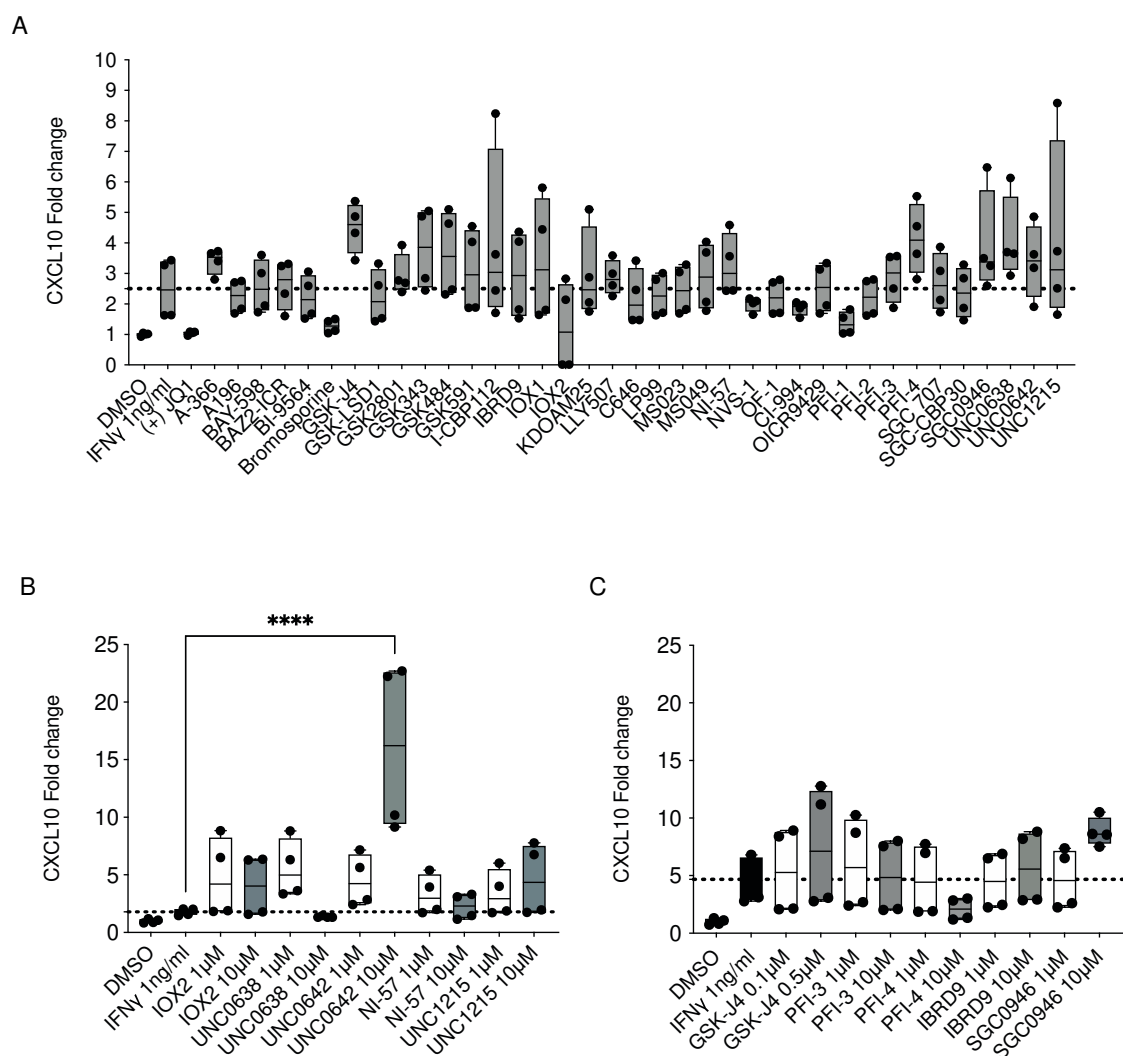 A
CXCL10 Fold change
10
9
8
7
6
5
4
3
2
1
0
DMSO
IFNγ 1ng/ml
(+) JQ1
A-366
A196
BAY-598
BAZ2-ICR
BI-9564
Bromosporine
GSK-J4
GSK-LSD1
GSK2801
GSK343
GSK484
GSK591
I-CBP112
IBRD9
IOX1
IOX2
KDOAM25
LLY507
C646
LP99
MS023
MS049
NI-57
NVS-1
OF-1
CI-994
OICR9429
PFI-1
PFI-2
PFI-3
PFI-4
SGC-707
SGC-CBP30
SGC0946
UNC0638
UNC0642
UNC1215
B
CXCL10 Fold change
25
20
15
10
5
0
****
DMSO
IFNγ 1ng/ml
IOX2 1µM
IOX2 10µM
UNC0638 1µM
UNC0638 10µM
UNC0642 1µM
UNC0642 10µM
NI-57 1µM
NI-57 10µM
UNC1215 1µM
UNC1215 10µM
C
CXCL10 Fold change
25
20
15
10
5
0
DMSO
IFNγ 1ng/ml
GSK-J4 0.1µM
GSK-J4 0.5µM
PFI-3 1µM
PFI-3 10µM
PFI-4 1µM
PFI-4 10µM
IBRD9 1µM
IBRD9 10µM
SGC0946 1µM
SGC0946 10µM